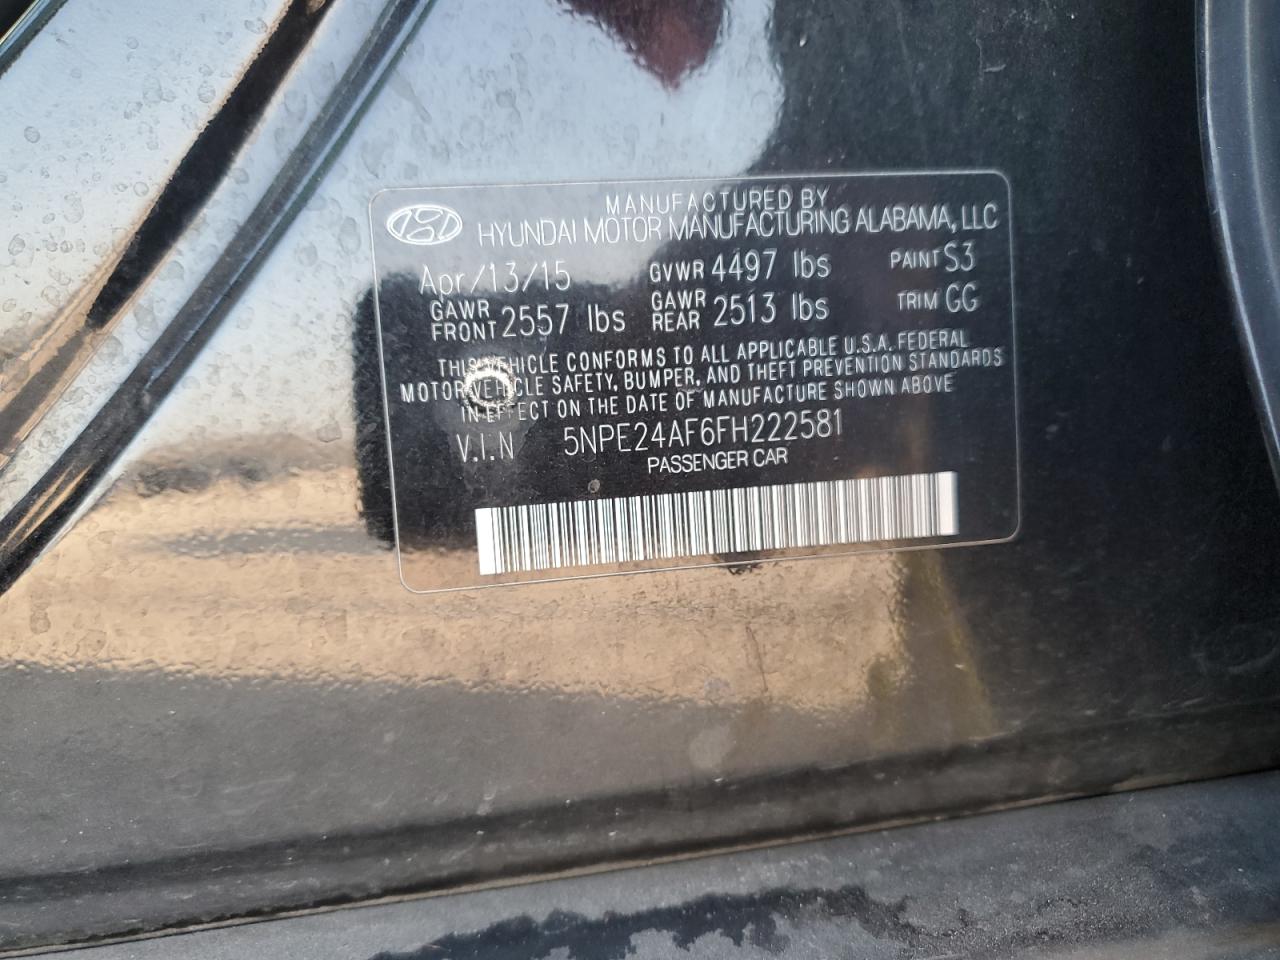 MANUFACTURED BY
HYUNDAI MOTOR MANUFACTURING ALABAMA, LLC
Apr/13/15 GVWR 4497 lbs PAINT S3
GAWR FRONT 2557 lbs GAWR REAR 2513 lbs TRIM GG
THIS VEHICLE CONFORMS TO ALL APPLICABLE U.S.A. FEDERAL
MOTOR VEHICLE SAFETY, BUMPER, AND THEFT PREVENTION STANDARDS
IN EFFECT ON THE DATE OF MANUFACTURE SHOWN ABOVE
V.I.N 5NPE24AF6FH222581
PASSENGER CAR